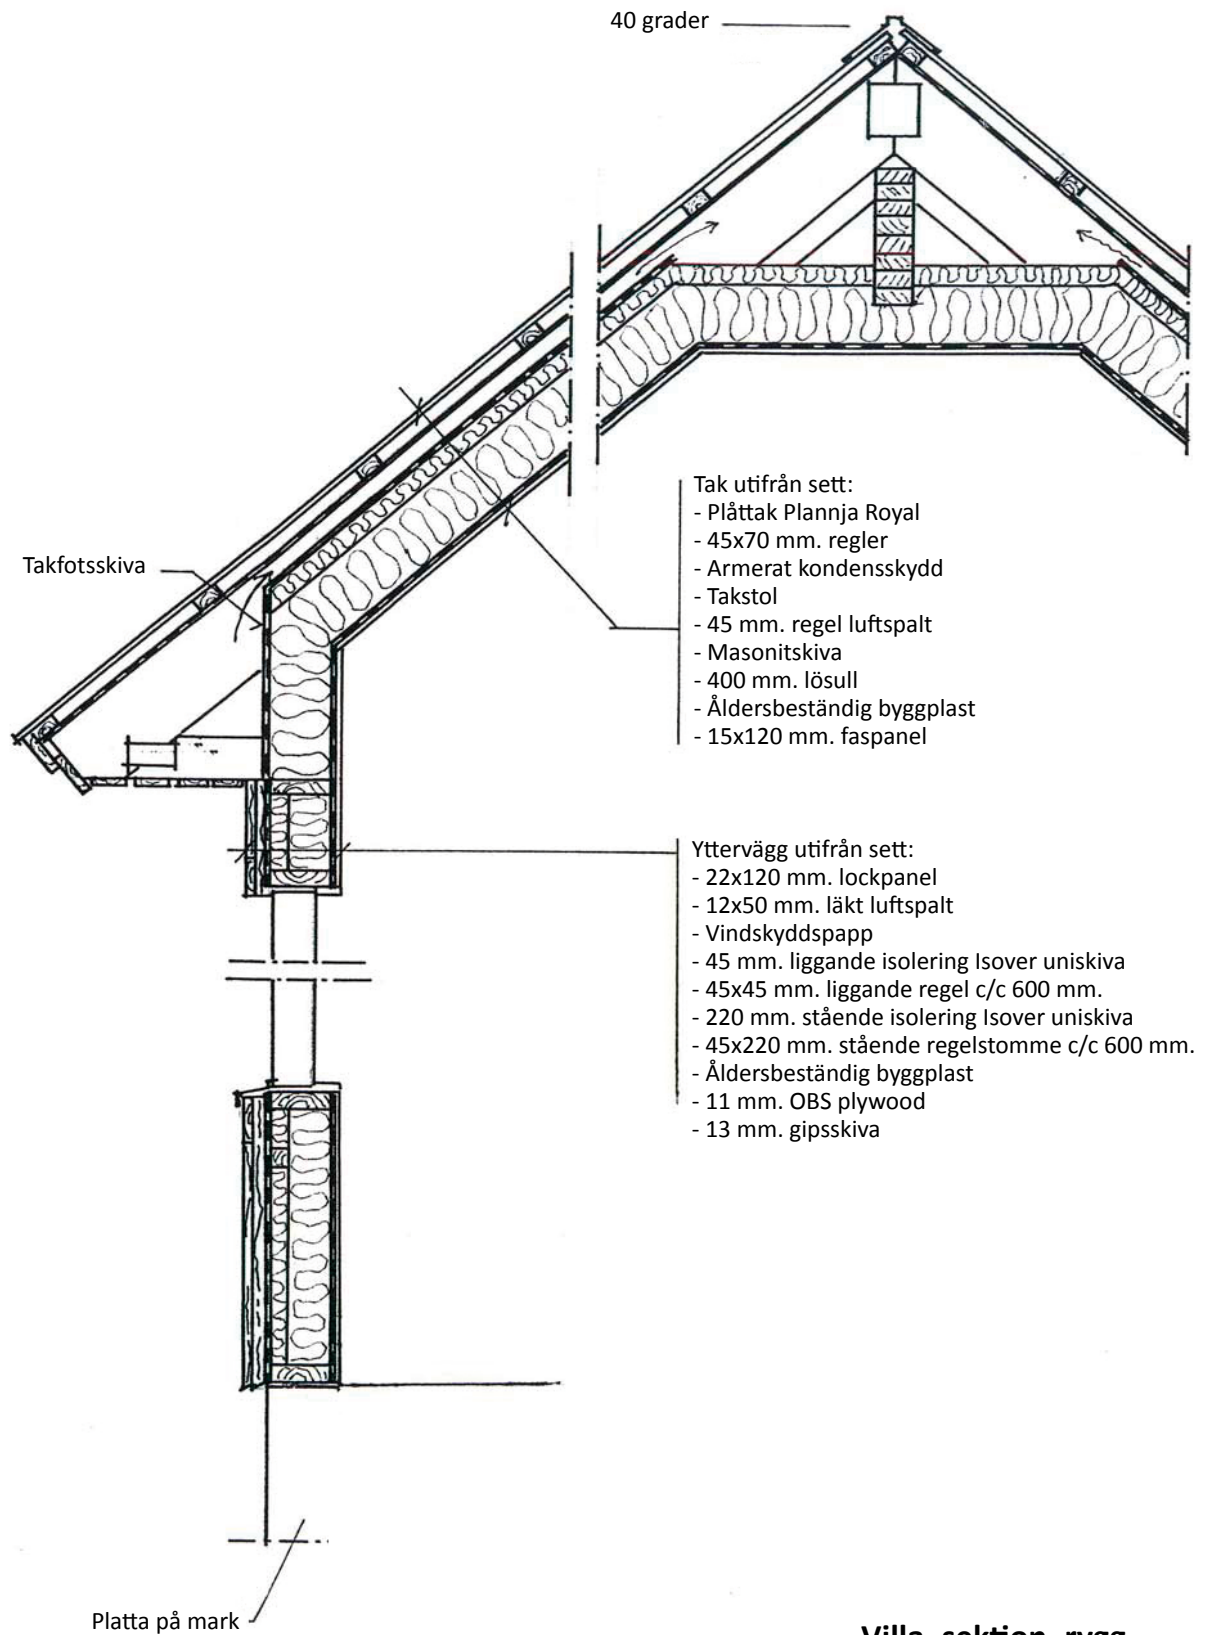 40 grader
Takfotsskiva
Tak utifrån sett:
- Plåttak Plannja Royal
- 45x70 mm. regler
- Armerat kondensskydd
- Takstol
- 45 mm. regel luftspalt
- Masonitskiva
- 400 mm. lösull
- Åldersbeständig byggplast
- 15x120 mm. faspanel
Yttervägg utifrån sett:
- 22x120 mm. lockpanel
- 12x50 mm. läkt luftspalt
- Vindskyddspapp
- 45 mm. liggande isolering Isover uniskiva
- 45x45 mm. liggande regel c/c 600 mm.
- 220 mm. stående isolering Isover uniskiva
- 45x220 mm. stående regelstomme c/c 600 mm.
- Åldersbeständig byggplast
- 11 mm. OBS plywood
- 13 mm. gipsskiva
Platta på mark